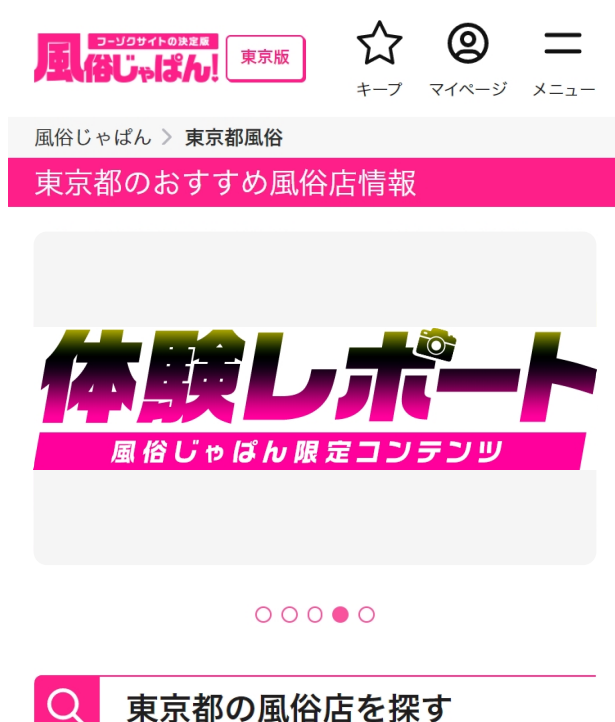 フーゾクサイトの決定版
風俗じゃぱん!
東京版
キープ
マイページ
メニュー
風俗じゃぱん > 東京都風俗
東京都のおすすめ風俗店情報
体験レポート
風俗じゃぱん限定コンテンツ
東京都の風俗店を探す